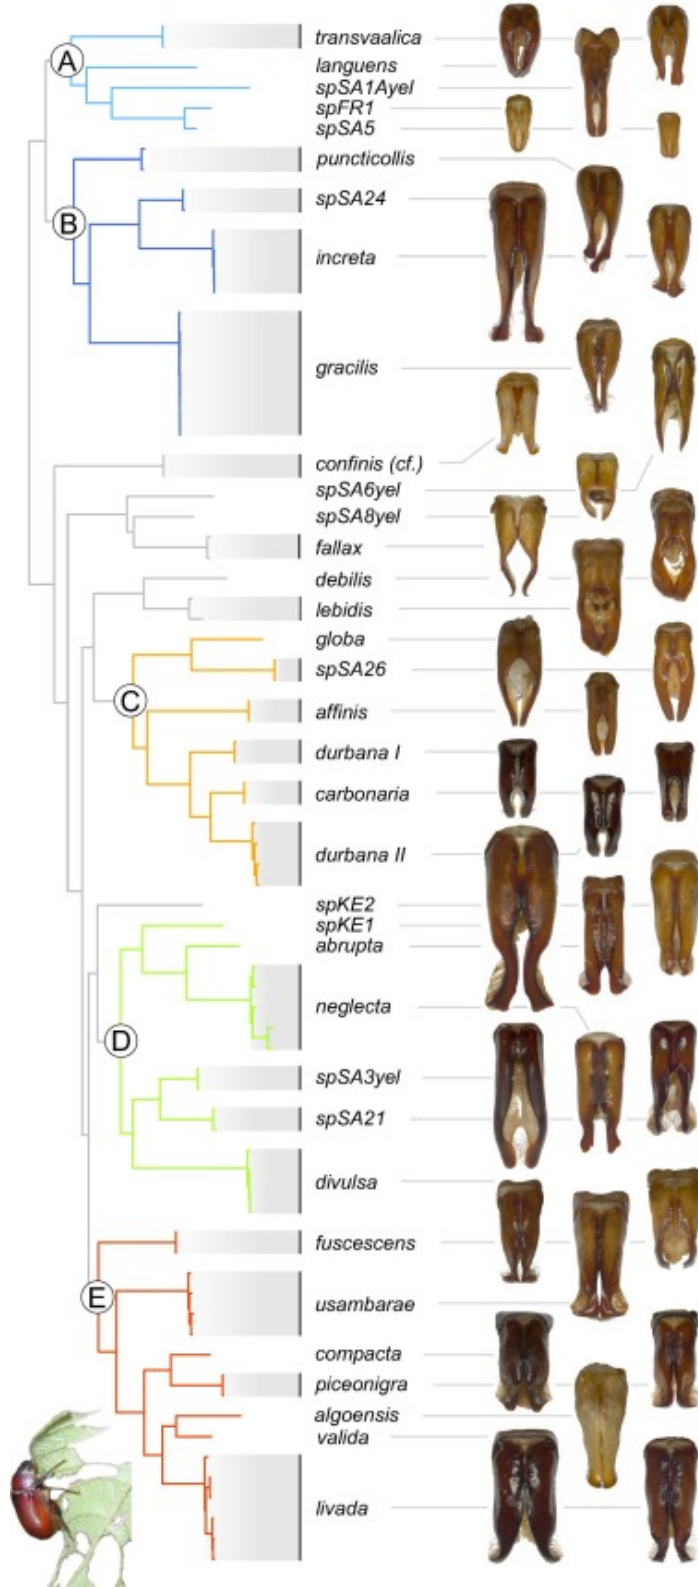 A
transvaalica
languens
spSA1Ayel
spFR1
spSA5
puncticollis
B
spSA24
increta
gracilis
confinis (cf.)
spSA6yel
spSA8yel
fallax
debilis
lebidis
globa
C
spSA26
affinis
durbana I
carbonaria
durbana II
spKE2
spKE1
abrupta
neglecta
D
spSA3yel
spSA21
divulsa
fuscescens
E
usambarae
compacta
piceonigra
algoensis
valida
livada